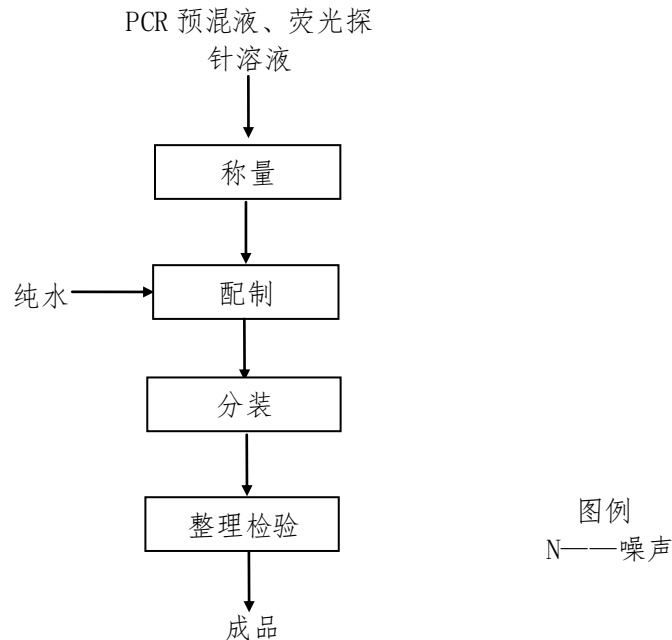 PCR 预混液、荧光探
针溶液
称量
纯水
配制
分装
整理检验
图例
N——噪声
成品